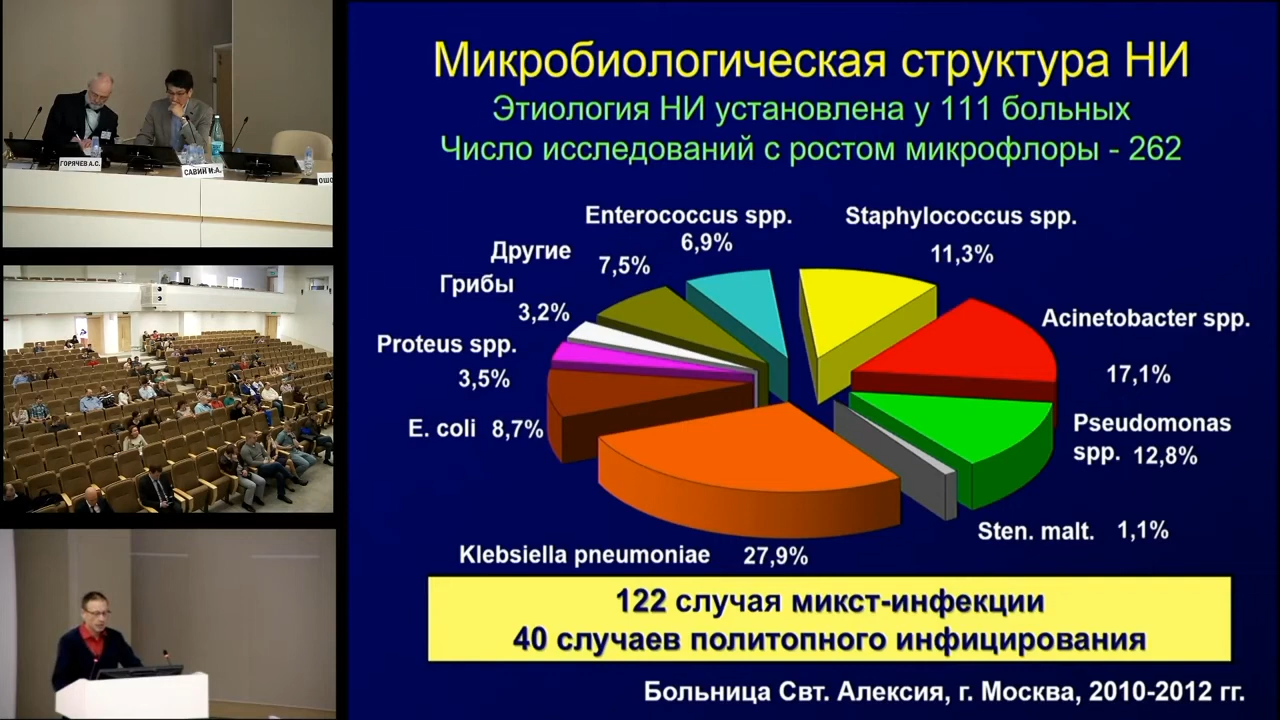 Микробиологическая структура НИ
Этиология НИ установлена у 111 больных
Число исследований с ростом микрофлоры - 262
Enterococcus spp.
6,9%
Staphylococcus spp.
11,3%
Другие
7,5%
Грибы
3,2%
Acinetobacter spp.
17,1%
Proteus spp.
3,5%
E. coli 8,7%
Pseudomonas
spp. 12,8%
Sten. malt. 1,1%
Klebsiella pneumoniae 27,9%
122 случая микст-инфекции
40 случаев политопного инфицирования
Больница Свт. Алексия, г. Москва, 2010-2012 гг.
ГОРЯЧЕВ А.С.
САВИН И.А.